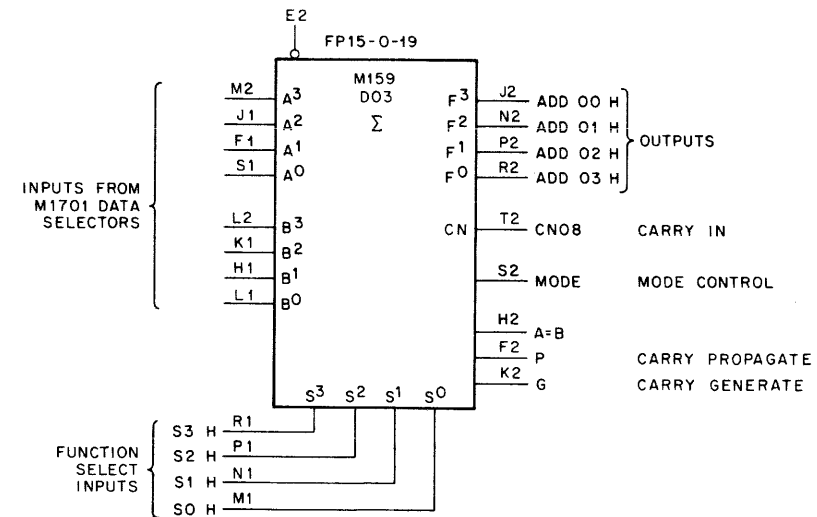 E2
FP15-0-19
M159
D03
Σ
M2 A3
J1 A2
F1 A1
S1 A0
INPUTS FROM
M1701 DATA
SELECTORS
L2 B3
K1 B2
H1 B1
L1 B0
F3 J2 ADD 00 H
F2 N2 ADD 01 H
F1 P2 ADD 02 H
F0 R2 ADD 03 H
OUTPUTS
CN T2 CN08 CARRY IN
S2 MODE MODE CONTROL
H2 A=B
F2 P CARRY PROPAGATE
K2 G CARRY GENERATE
S3 S2 S1 S0
FUNCTION
SELECT
INPUTS
S3 H R1
S2 H P1
S1 H N1
S0 H M1